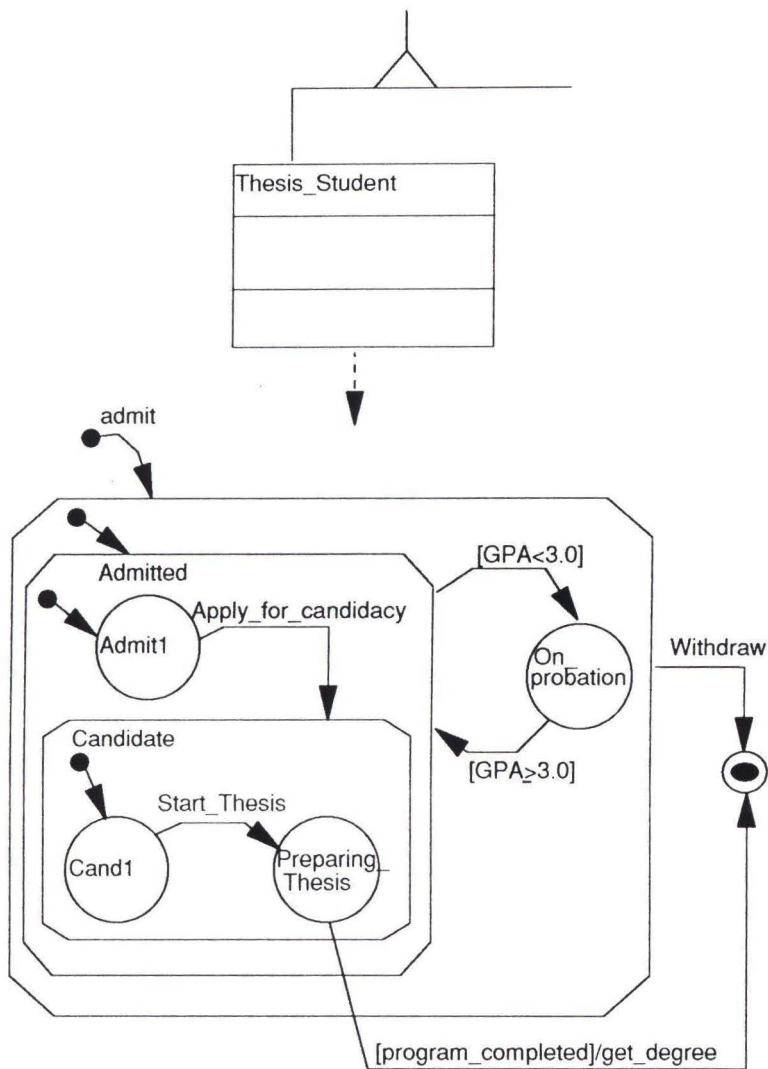 Thesis_Student
admit
[GPA<3.0]
Admitted
Apply_for_candidacy
Admit1
On_
probation
Withdraw
Candidate
[GPA≥3.0]
Start_Thesis
Cand1
Preparing_
Thesis
[program_completed]/get_degree